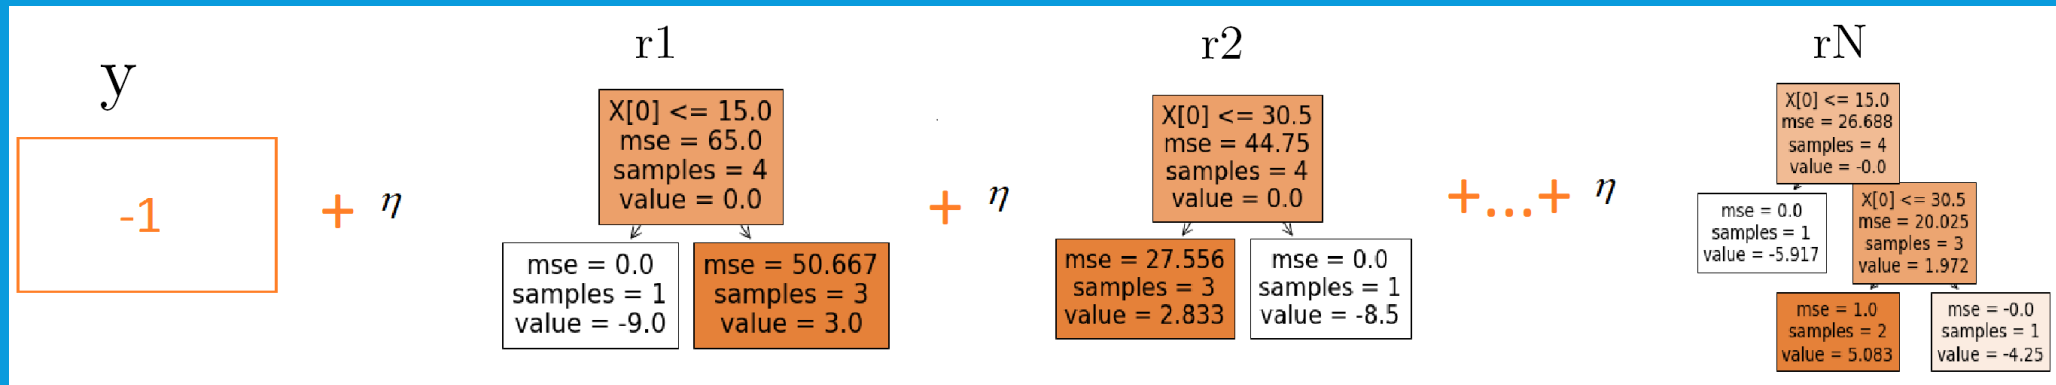 y
-1
+ η
r1
X[0] <= 15.0
mse = 65.0
samples = 4
value = 0.0
mse = 0.0
samples = 1
value = -9.0
mse = 50.667
samples = 3
value = 3.0
+ η
r2
X[0] <= 30.5
mse = 44.75
samples = 4
value = 0.0
mse = 27.556
samples = 3
value = 2.833
mse = 0.0
samples = 1
value = -8.5
+...+ η
rN
X[0] <= 15.0
mse = 26.688
samples = 4
value = -0.0
mse = 0.0
samples = 1
value = -5.917
X[0] <= 30.5
mse = 20.025
samples = 3
value = 1.972
mse = 1.0
samples = 2
value = 5.083
mse = -0.0
samples = 1
value = -4.25